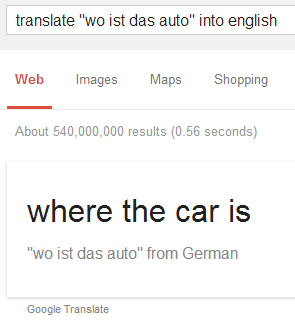 translate "wo ist das auto" into english
Web Images Maps Shopping
About 540,000,000 results (0.56 seconds)
where the car is
"wo ist das auto" from German
Google Translate